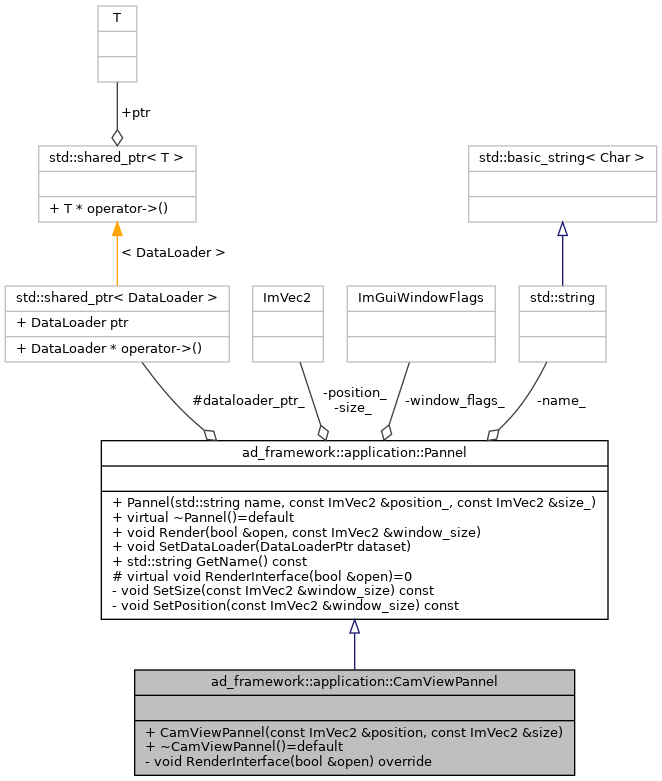 T
+ptr
std::shared_ptr< T >
+ T * operator->()
std::basic_string< Char >
< DataLoader >
std::shared_ptr< DataLoader >
+ DataLoader ptr
+ DataLoader * operator->()
ImVec2
ImGuiWindowFlags
std::string
#dataloader_ptr_
-position_
-size_
-window_flags_
-name_
ad_framework::application::Pannel
+ Pannel(std::string name, const ImVec2 &position_, const ImVec2 &size_)
+ virtual ~Pannel()=default
+ void Render(bool &open, const ImVec2 &window_size)
+ void SetDataLoader(DataLoaderPtr dataset)
+ std::string GetName() const
# virtual void RenderInterface(bool &open)=0
- void SetSize(const ImVec2 &window_size) const
- void SetPosition(const ImVec2 &window_size) const
ad_framework::application::CamViewPannel
+ CamViewPannel(const ImVec2 &position, const ImVec2 &size)
+ ~CamViewPannel()=default
- void RenderInterface(bool &open) override